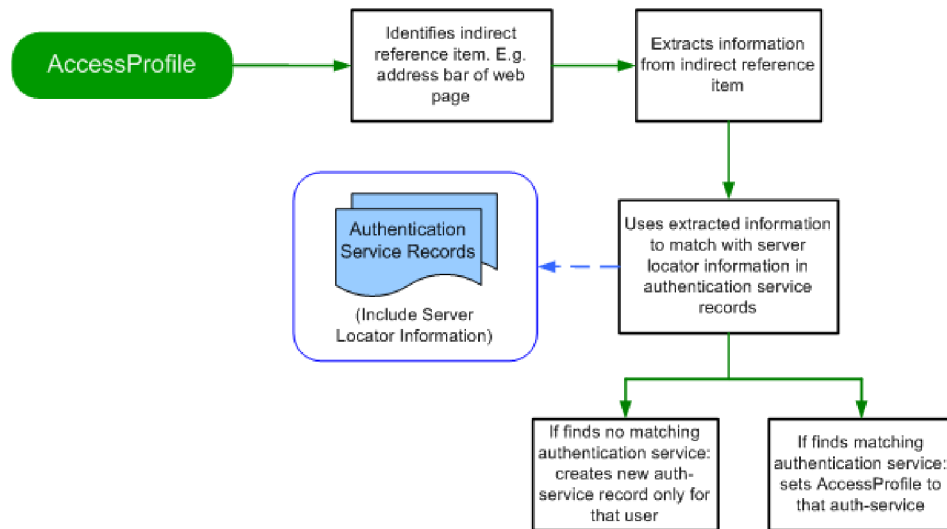 AccessProfile
Identifies indirect
reference item. E.g.
address bar of web
page
Extracts information
from indirect reference
item
Authentication
Service Records
(Include Server
Locator Information)
Uses extracted information
to match with server
locator information in
authentication service
records
If finds no matching
authentication service:
creates new auth-
service record only for
that user
If finds matching
authentication service:
sets AccessProfile to
that auth-service